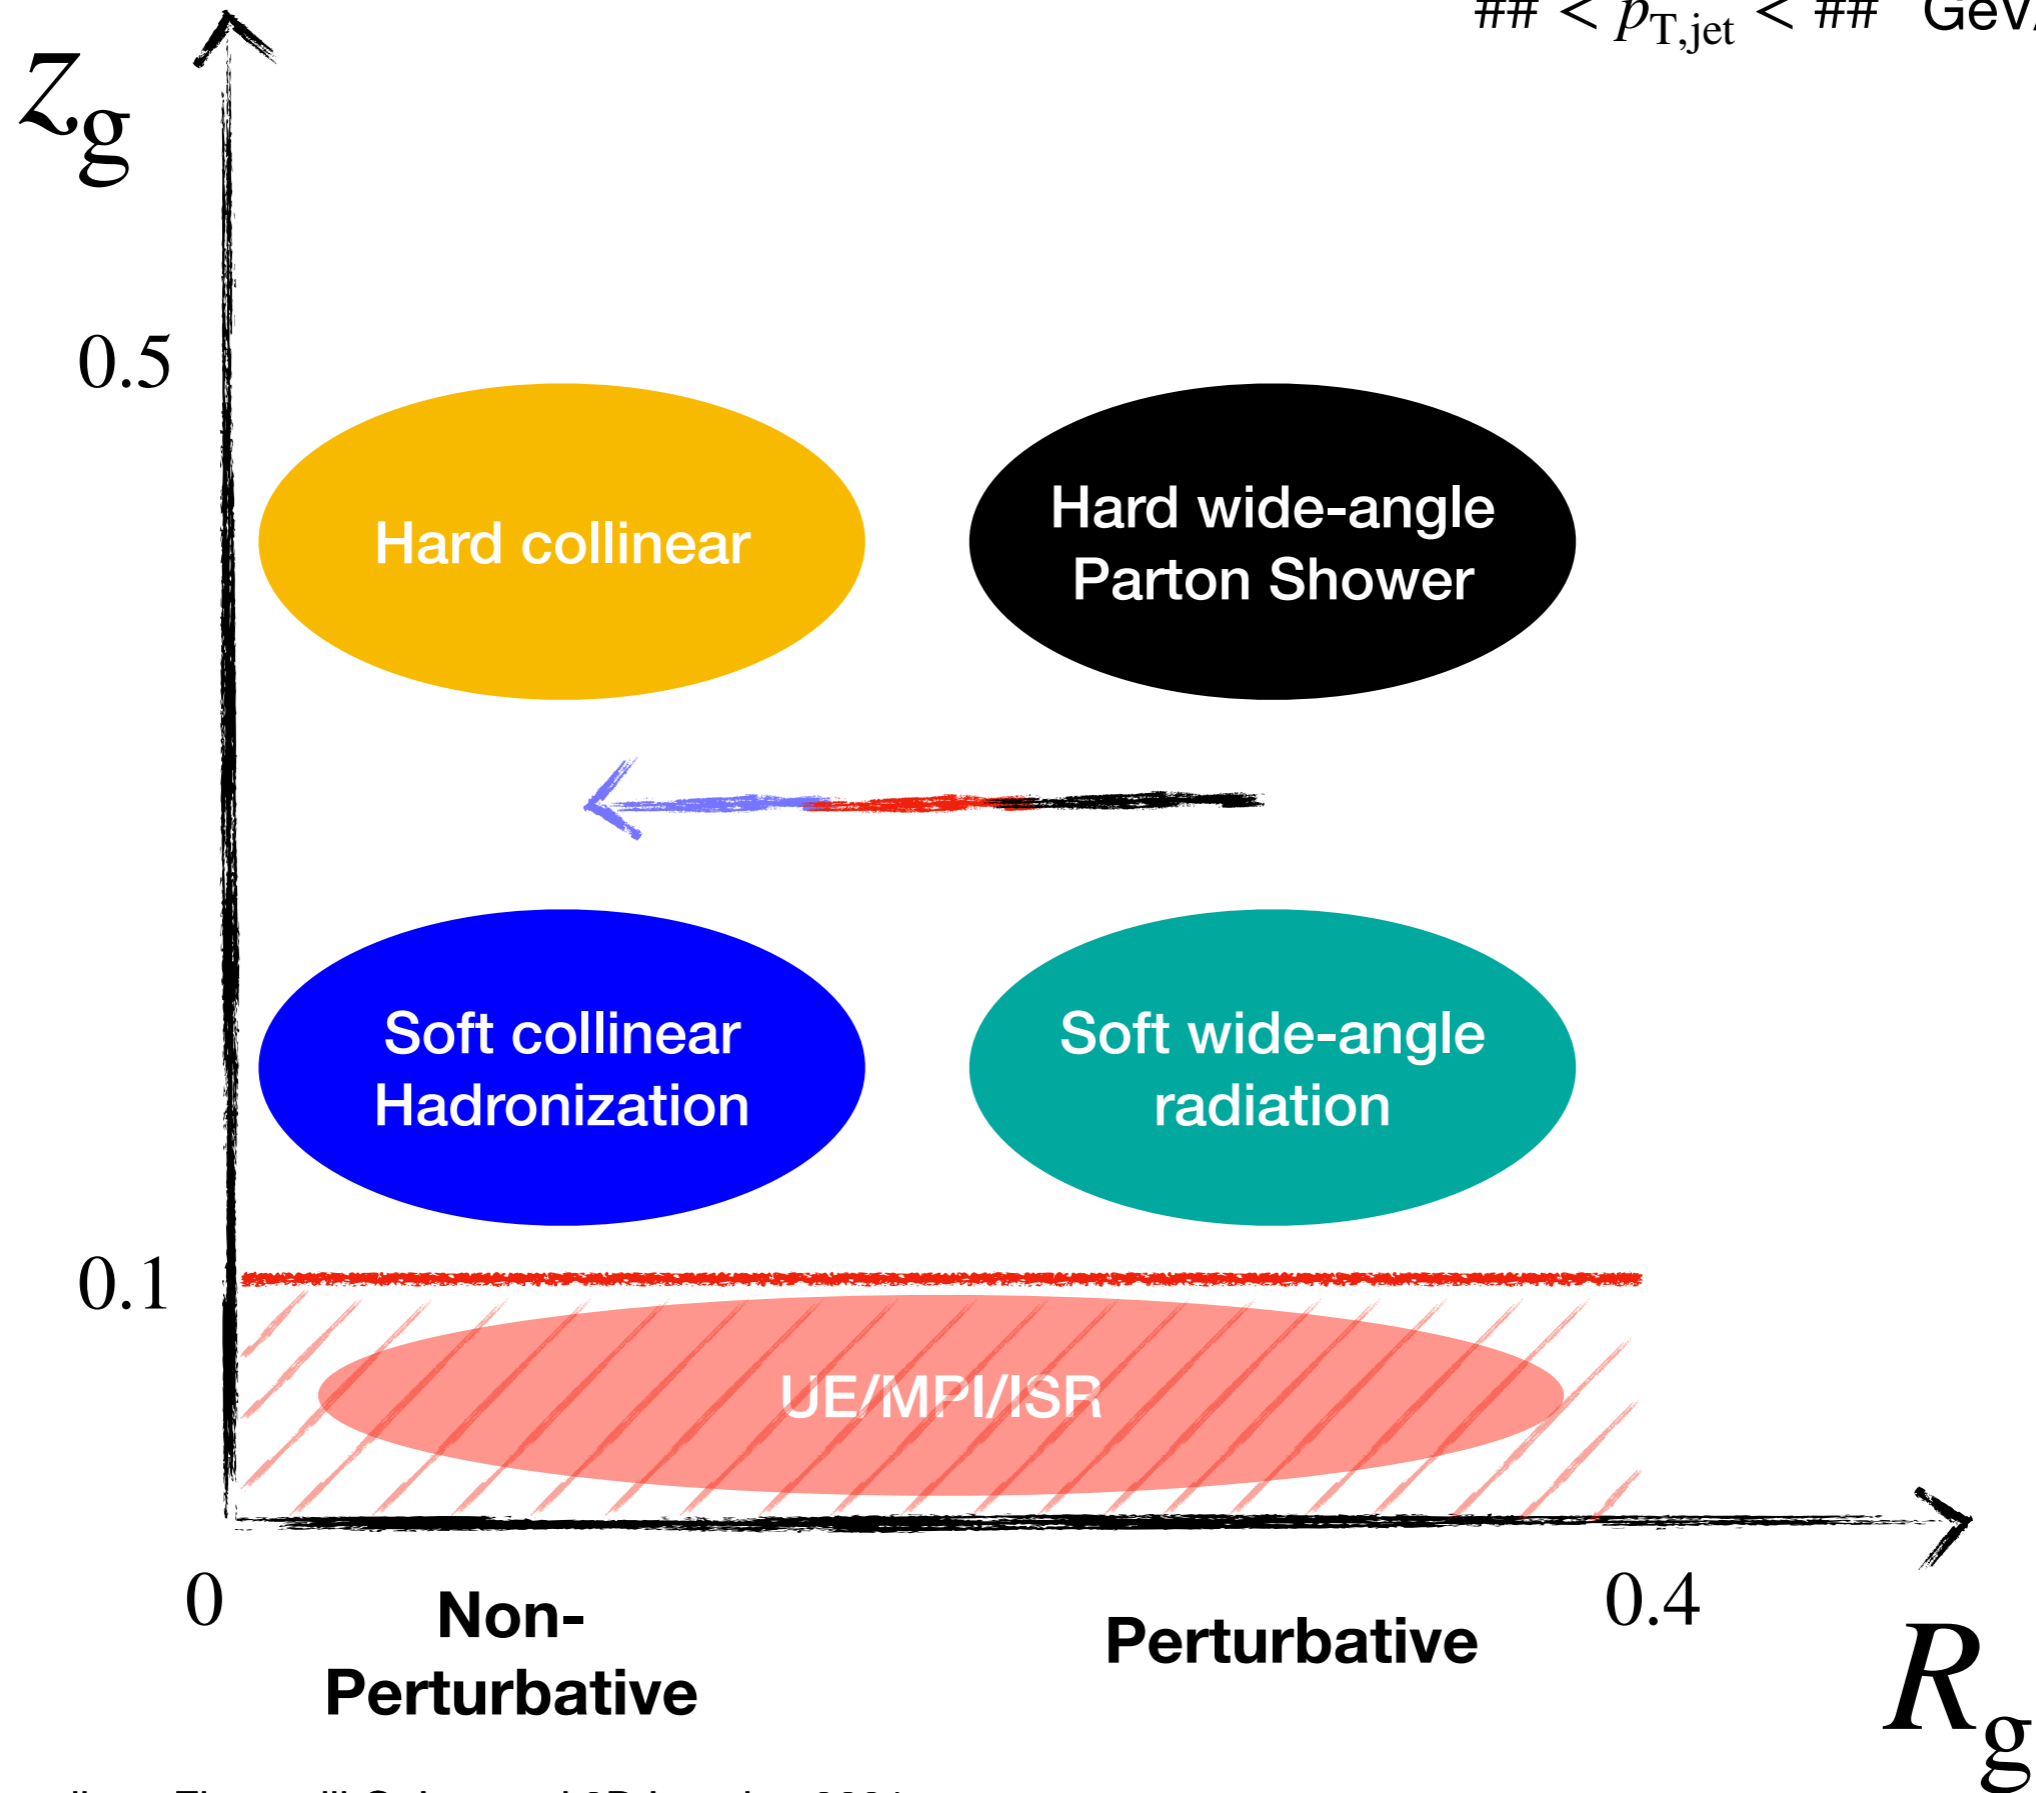 ## < pT,jet < ## GeV/
zg
0.5
Hard collinear
Hard wide-angle
Parton Shower
Soft collinear
Hadronization
Soft wide-angle
radiation
0.1
UE/MPI/ISR
0
0.4
Non-
Perturbative
Perturbative
Rg